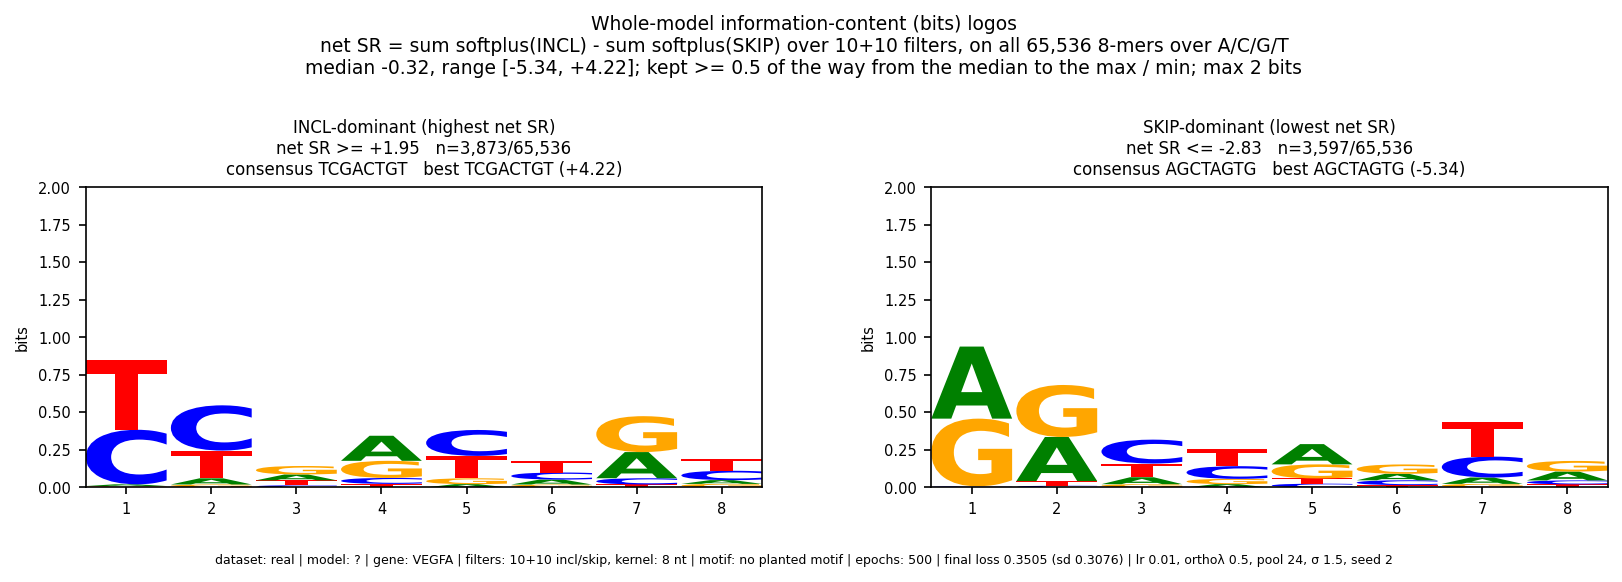 Whole-model information-content (bits) logos
net SR = sum softplus(INCL) - sum softplus(SKIP) over 10+10 filters, on all 65,536 8-mers over A/C/G/T
median -0.32, range [-5.34, +4.22]; kept >= 0.5 of the way from the median to the max / min; max 2 bits
INCL-dominant (highest net SR)
net SR >= +1.95 n=3,873/65,536
consensus TCGACTGT best TCGACTGT (+4.22)
2.00
1.75
1.50
1.25
1.00
0.75
0.50
0.25
0.00
bits
1 2 3 4 5 6 7 8
SKIP-dominant (lowest net SR)
net SR <= -2.83 n=3,597/65,536
consensus AGCTAGTG best AGCTAGTG (-5.34)
2.00
1.75
1.50
1.25
1.00
0.75
0.50
0.25
0.00
bits
1 2 3 4 5 6 7 8
dataset: real | model: ? | gene: VEGFA | filters: 10+10 incl/skip, kernel: 8 nt | motif: no planted motif | epochs: 500 | final loss 0.3505 (sd 0.3076) | lr 0.01, orthoλ 0.5, pool 24, σ 1.5, seed 2